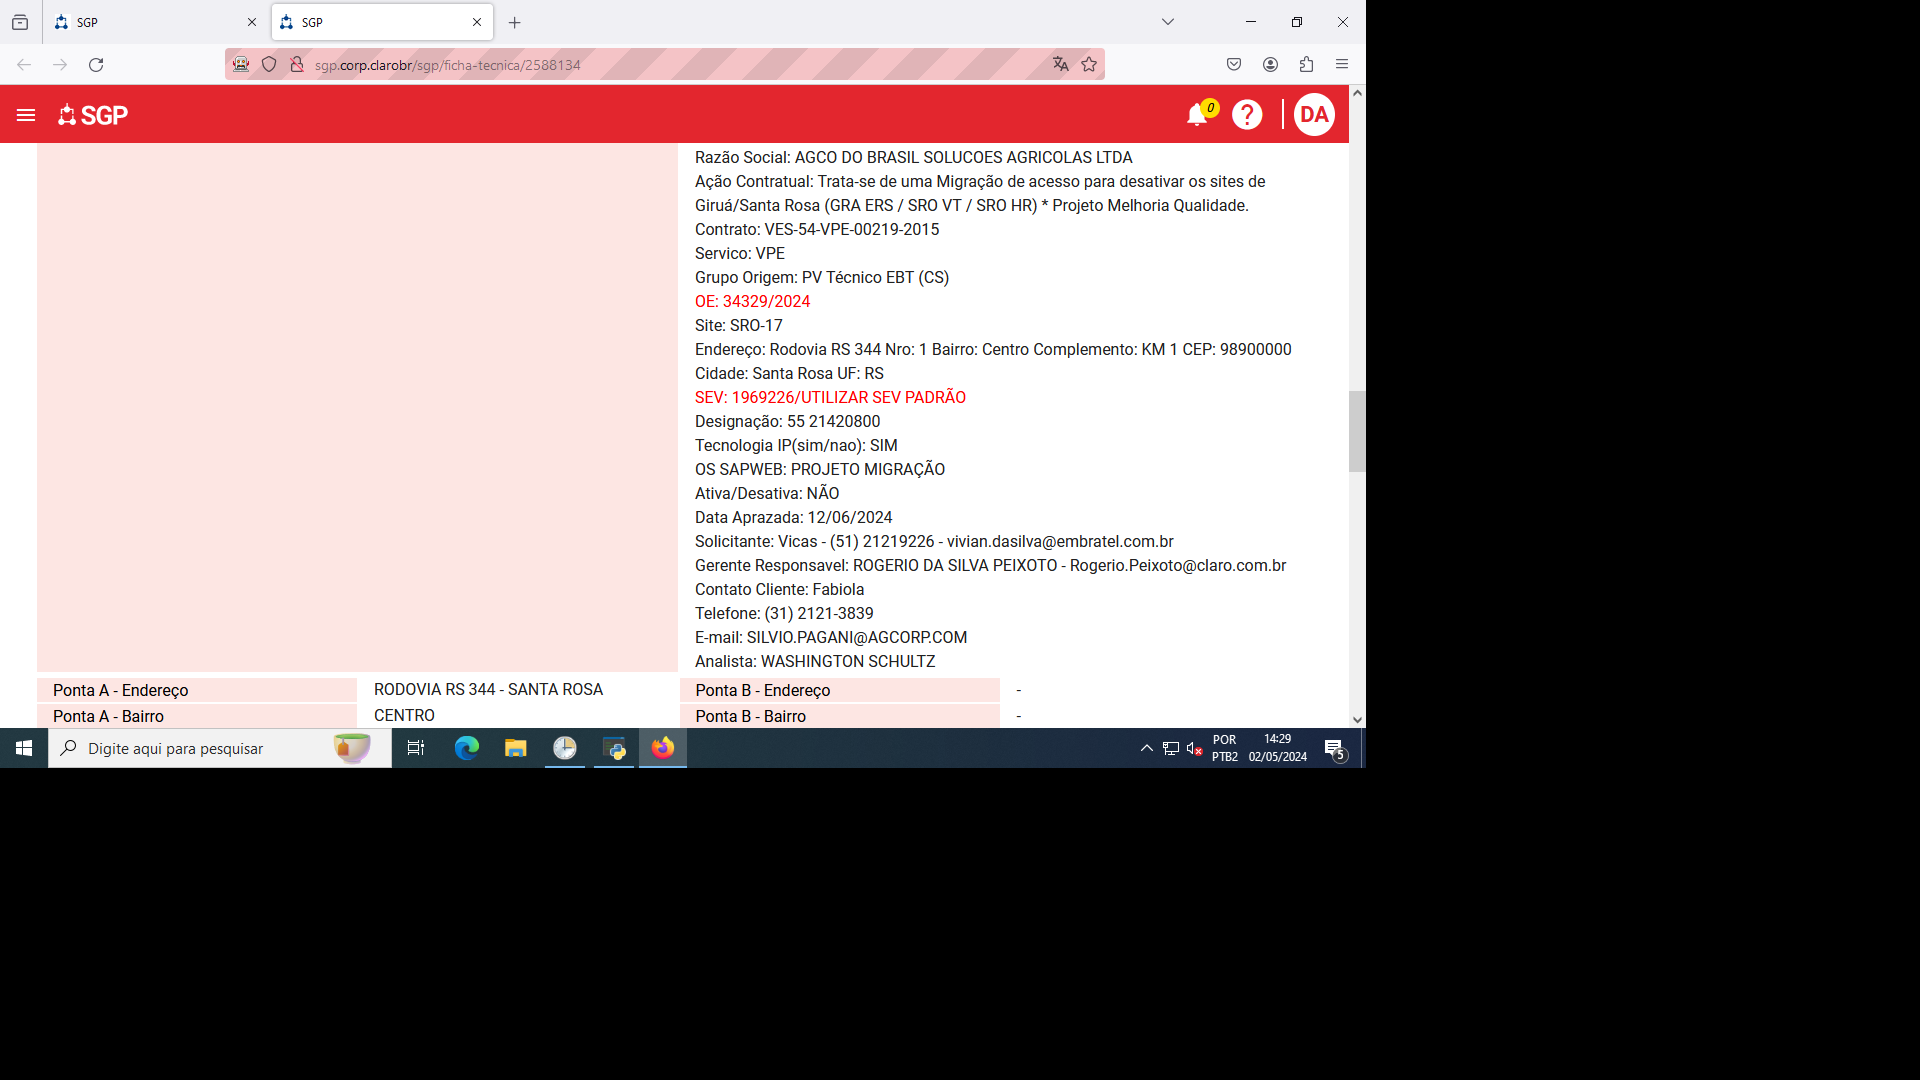 SGP
SGP
sgp.corp.clarobr/sgp/ficha-tecnica/2588134
SGP
0
?
DA
Razão Social: AGCO DO BRASIL SOLUCOES AGRICOLAS LTDA
Ação Contratual: Trata-se de uma Migração de acesso para desativar os sites de
Giruá/Santa Rosa (GRA ERS / SRO VT / SRO HR) * Projeto Melhoria Qualidade.
Contrato: VES-54-VPE-00219-2015
Servico: VPE
Grupo Origem: PV Técnico EBT (CS)
OE: 34329/2024
Site: SRO-17
Endereço: Rodovia RS 344 Nro: 1 Bairro: Centro Complemento: KM 1 CEP: 98900000
Cidade: Santa Rosa UF: RS
SEV: 1969226/UTILIZAR SEV PADRÃO
Designação: 55 21420800
Tecnologia IP(sim/nao): SIM
OS SAPWEB: PROJETO MIGRAÇÃO
Ativa/Desativa: NÃO
Data Aprazada: 12/06/2024
Solicitante: Vicas - (51) 21219226 - vivian.dasilva@embratel.com.br
Gerente Responsavel: ROGERIO DA SILVA PEIXOTO - Rogerio.Peixoto@claro.com.br
Contato Cliente: Fabiola
Telefone: (31) 2121-3839
E-mail: SILVIO.PAGANI@AGCORP.COM
Analista: WASHINGTON SCHULTZ
Ponta A - Endereço RODOVIA RS 344 - SANTA ROSA Ponta B - Endereço -
Ponta A - Bairro CENTRO Ponta B - Bairro -
Digite aqui para pesquisar
POR
PTB2
14:29
02/05/2024
5